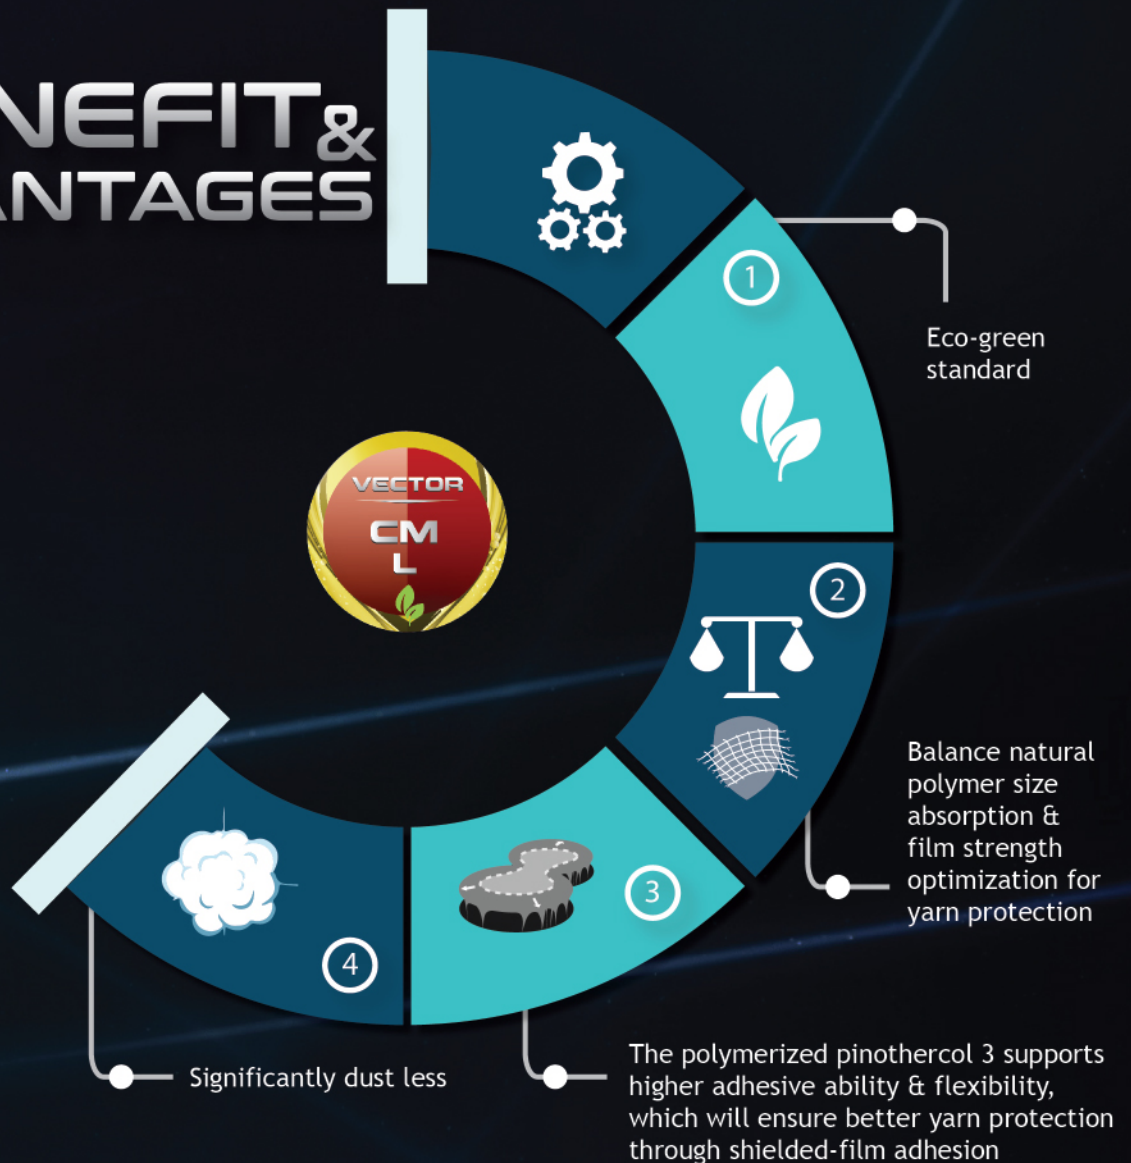 NEFIT&
ANTAGES
1
Eco-green
standard
VECTOR
CM
L
2
Balance natural
polymer size
absorption &
film strength
optimization for
yarn protection
3
4
Significantly dust less
The polymerized pinothercol 3 supports
higher adhesive ability & flexibility,
which will ensure better yarn protection
through shielded-film adhesion